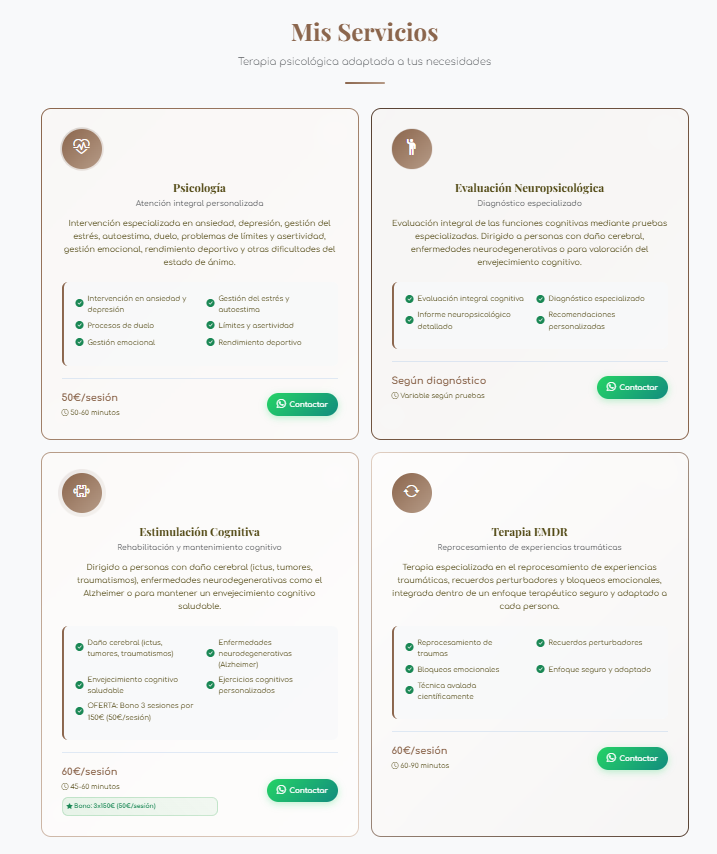 Mis Servicios
Terapia psicológica adaptada a tus necesidades
Psicología
Atención integral personalizada
Intervención especializada en ansiedad, depresión, gestión del
estrés, autoestima, duelo, problemas de límites y asertividad,
gestión emocional, rendimiento deportivo y otras dificultades del
estado de ánimo.
Intervención en ansiedad y
depresión
Gestión del estrés y
autoestima
Procesos de duelo
Límites y asertividad
Gestión emocional
Rendimiento deportivo
50€/sesión
50-60 minutos
Contactar
Evaluación Neuropsicológica
Diagnóstico especializado
Evaluación integral de las funciones cognitivas mediante pruebas
especializadas. Dirigido a personas con daño cerebral,
enfermedades neurodegenerativas o para valoración del
envejecimiento cognitivo.
Evaluación integral cognitiva
Diagnóstico especializado
Informe neuropsicológico
detallado
Recomendaciones
personalizadas
Según diagnóstico
Variable según pruebas
Contactar
Estimulación Cognitiva
Rehabilitación y mantenimiento cognitivo
Dirigido a personas con daño cerebral (ictus, tumores,
traumatismos), enfermedades neurodegenerativas como el
Alzheimer o para mantener un envejecimiento cognitivo
saludable.
Daño cerebral (ictus,
tumores, traumatismos)
Enfermedades
neurodegenerativas
(Alzheimer)
Envejecimiento cognitivo
saludable
Ejercicios cognitivos
personalizados
OFERTA: Bono 3 sesiones por
150€ (50€/sesión)
60€/sesión
45-60 minutos
Bono: 3x150€ (50€/sesión)
Contactar
Terapia EMDR
Reprocesamiento de experiencias traumáticas
Terapia especializada en el reprocesamiento de experiencias
traumáticas, recuerdos perturbadores y bloqueos emocionales,
integrada dentro de un enfoque terapéutico seguro y adaptado a
cada persona.
Reprocesamiento de
traumas
Recuerdos perturbadores
Bloqueos emocionales
Enfoque seguro y adaptado
Técnica avalada
científicamente
60€/sesión
60-90 minutos
Contactar